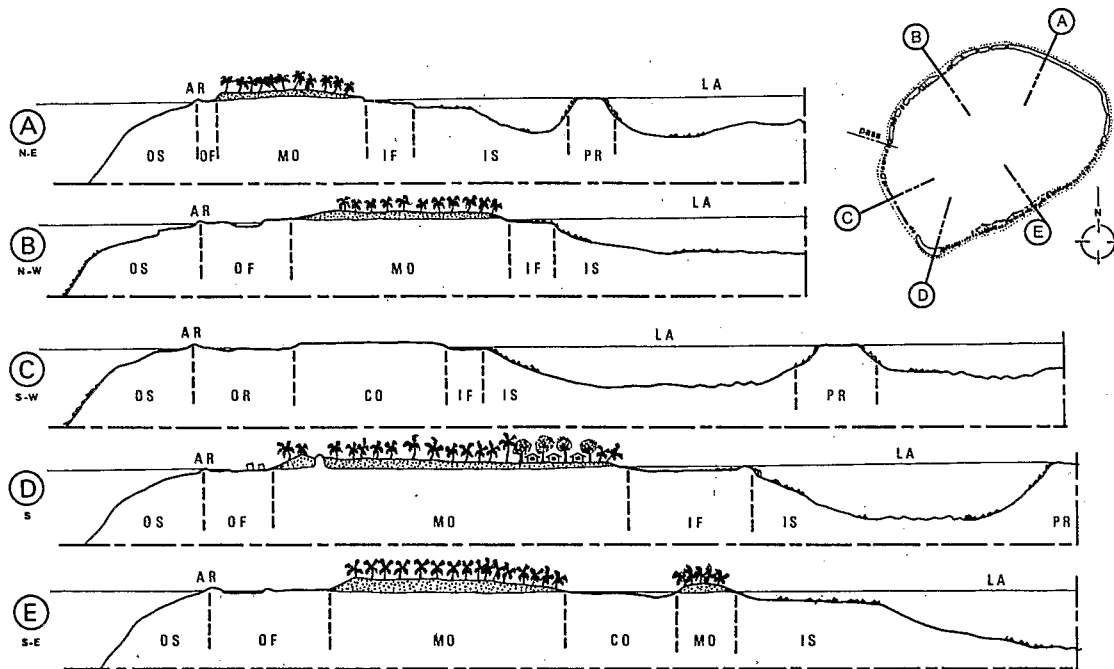 AR
LA
A
N-E
OS
OF
MO
IF
IS
PR
AR
LA
B
N-W
OS
OF
MO
IF
IS
AR
LA
C
S-W
OS
OR
CO
IF
IS
PR
AR
LA
D
S
OS
OF
MO
IF
IS
PR
AR
LA
E
S-E
OS
OF
MO
CO
MO
IS
A
B
pass
C
E
D
N